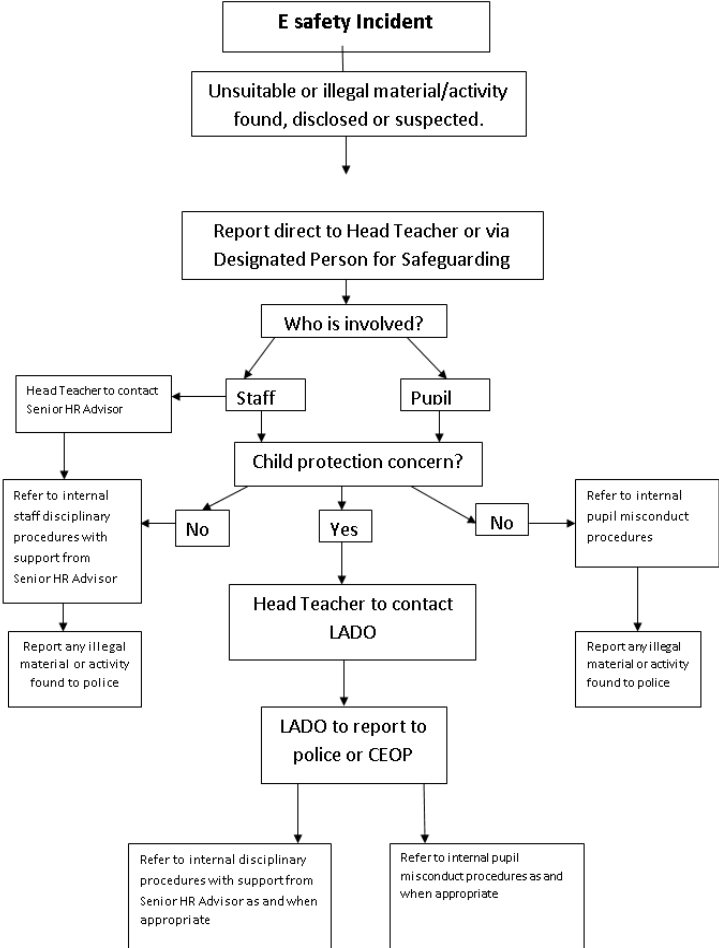 E safety Incident
Unsuitable or illegal material/activity
found, disclosed or suspected.
Report direct to Head Teacher or via
Designated Person for Safeguarding
Who is involved?
Head Teacher to contact
Senior HR Advisor
Staff
Pupil
Child protection concern?
Refer to internal
staff disciplinary
procedures with
support from
Senior HR Advisor
No
Yes
No
Refer to internal
pupil misconduct
procedures
Head Teacher to contact
LADO
Report any illegal
material or activity
found to police
Report any illegal
material or activity
found to police
LADO to report to
police or CEOP
Refer to internal disciplinary
procedures with support from
Senior HR Advisor as and when
appropriate
Refer to internal pupil
misconduct procedures as and
when appropriate